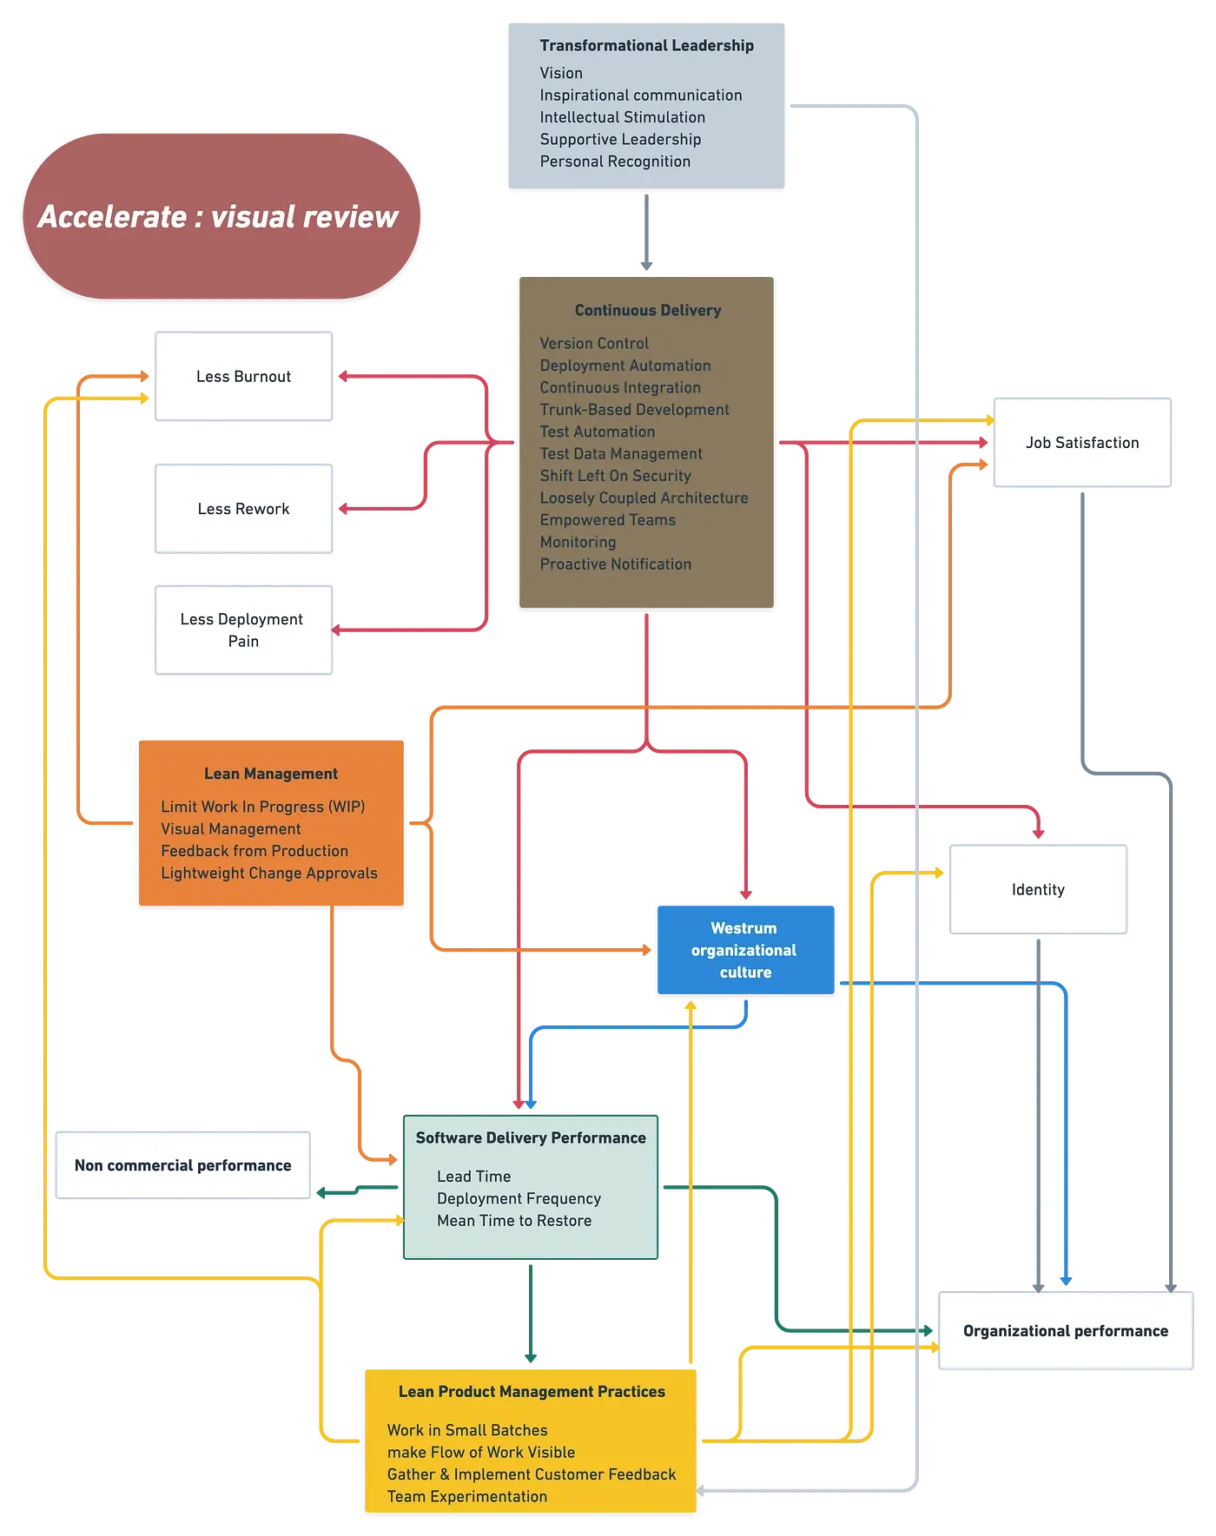 Transformational Leadership
Vision
Inspirational communication
Intellectual Stimulation
Supportive Leadership
Personal Recognition
Accelerate : visual review
Continuous Delivery
Version Control
Deployment Automation
Continuous Integration
Trunk-Based Development
Test Automation
Test Data Management
Shift Left On Security
Loosely Coupled Architecture
Empowered Teams
Monitoring
Proactive Notification
Less Burnout
Less Rework
Less Deployment
Pain
Job Satisfaction
Lean Management
Limit Work In Progress (WIP)
Visual Management
Feedback from Production
Lightweight Change Approvals
Westrum
organizational
culture
Identity
Software Delivery Performance
Lead Time
Deployment Frequency
Mean Time to Restore
Non commercial performance
Organizational performance
Lean Product Management Practices
Work in Small Batches
make Flow of Work Visible
Gather & Implement Customer Feedback
Team Experimentation